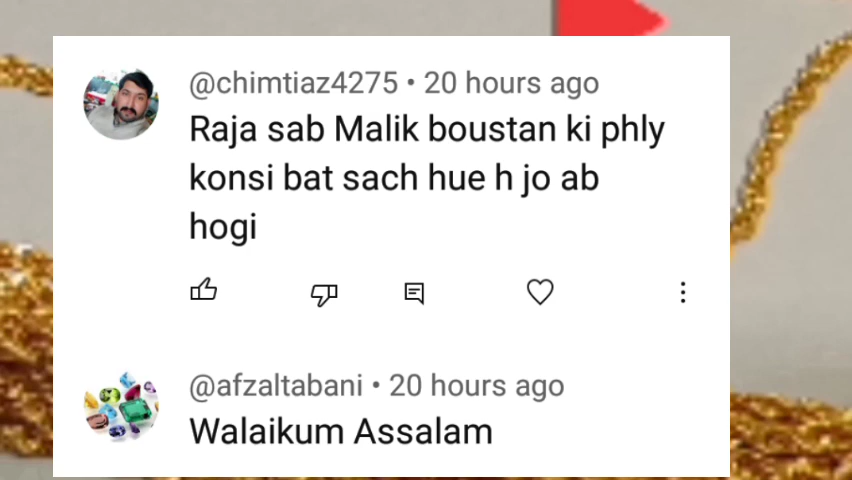 @chimtiaz4275 • 20 hours ago
Raja sab Malik boustan ki phly
konsi bat sach hue h jo ab
hogi
@afzaltabani • 20 hours ago
Walaikum Assalam